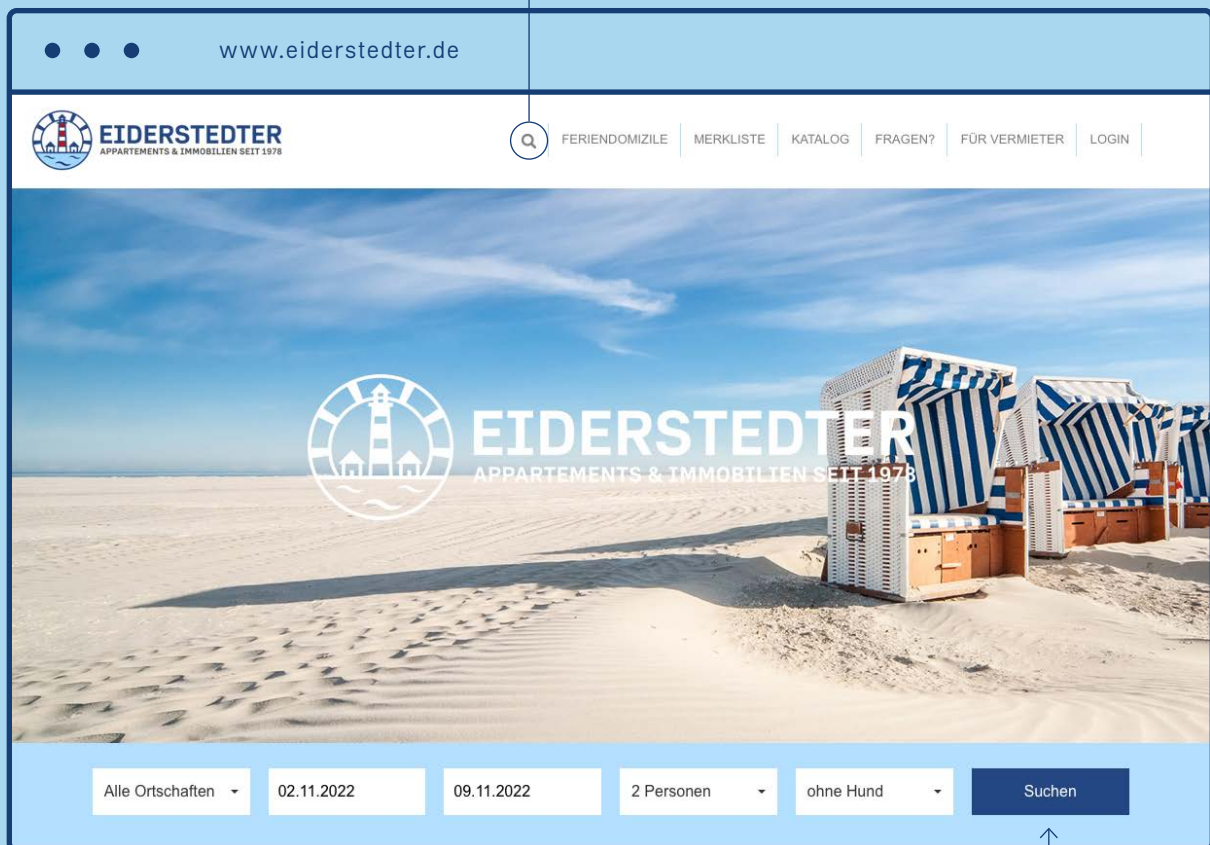 www.eiderstedter.de
EIDERSTEDTER
APPARTEMENTS & IMMOBILIEN SEIT 1978
FERIENDOMIZILE MERKLISTE KATALOG FRAGEN? FÜR VERMIETER LOGIN
EIDERSTEDTER
APPARTEMENTS & IMMOBILIEN SEIT 1978
Alle Ortschaften 02.11.2022 09.11.2022 2 Personen ohne Hund Suchen